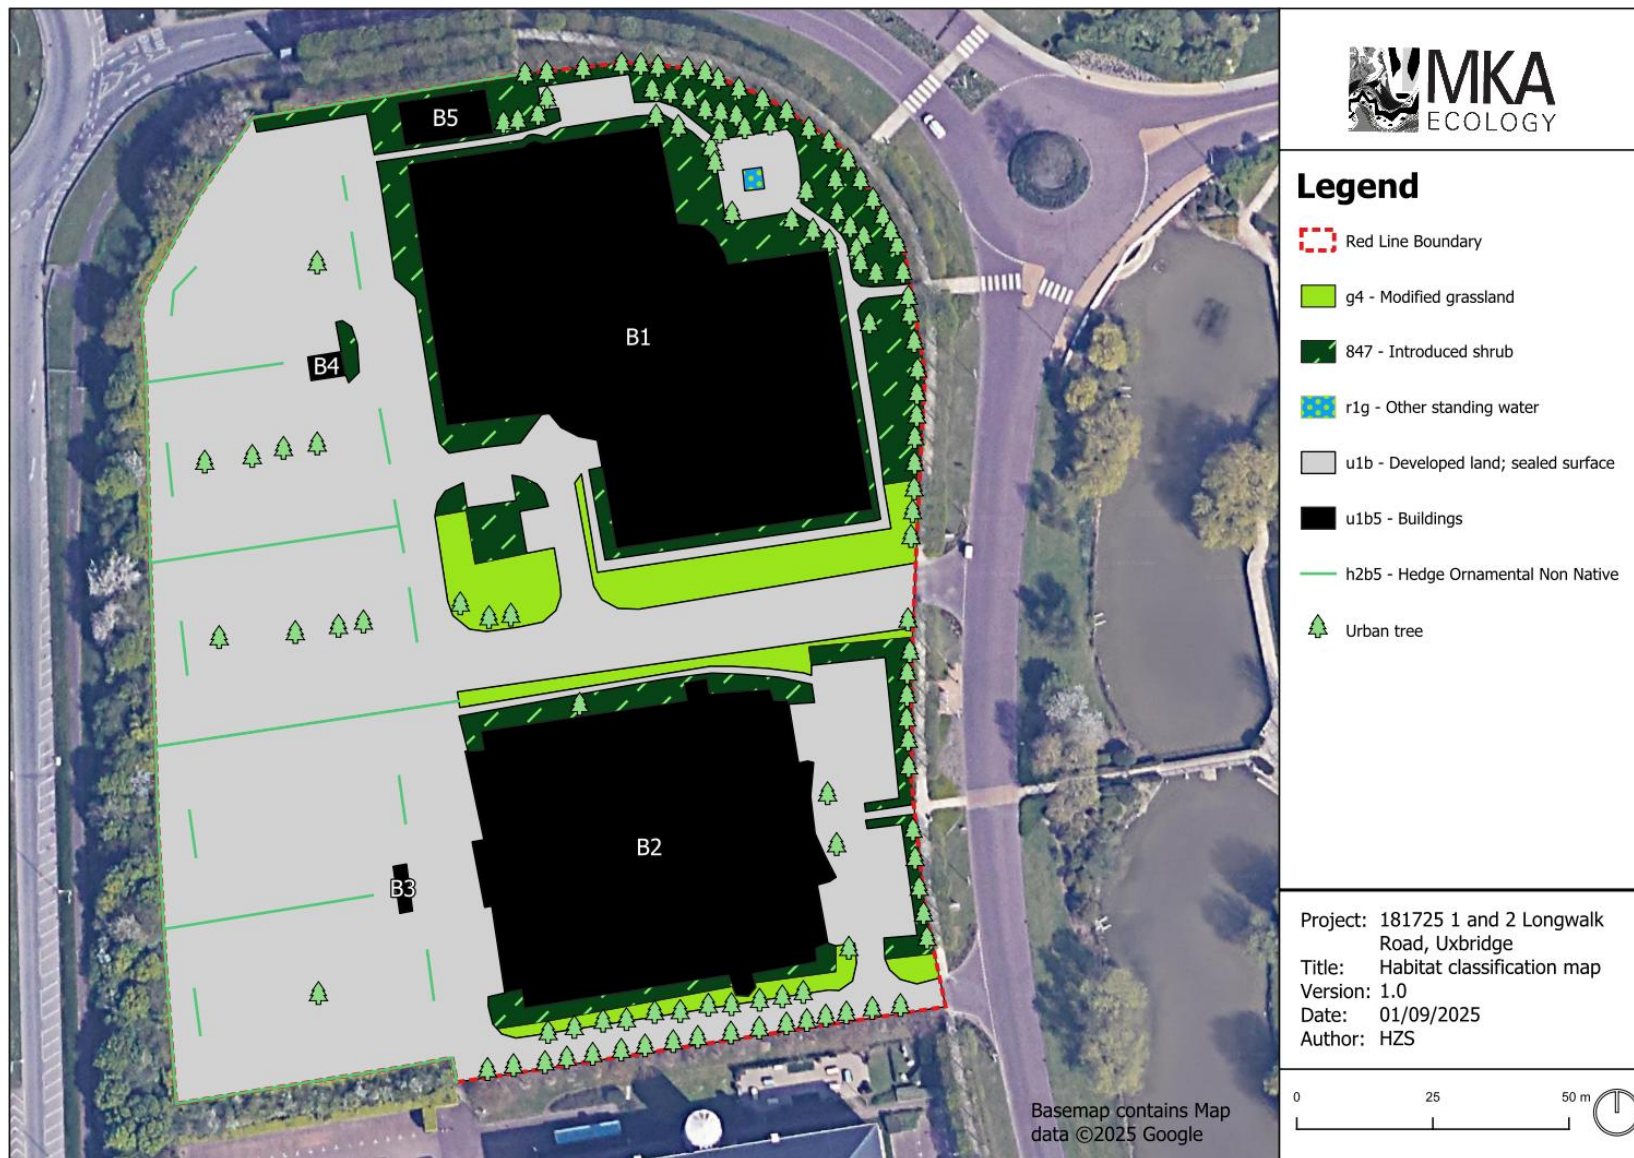 B5
B1
B4
B2
B3
Basemap contains Map
data ©2025 Google
MKA
ECOLOGY
Legend
Red Line Boundary
g4 - Modified grassland
847 - Introduced shrub
r1g - Other standing water
u1b - Developed land; sealed surface
u1b5 - Buildings
h2b5 - Hedge Ornamental Non Native
Urban tree
Project: 181725 1 and 2 Longwalk
Road, Uxbridge
Title: Habitat classification map
Version: 1.0
Date: 01/09/2025
Author: HZS
0 25 50 m